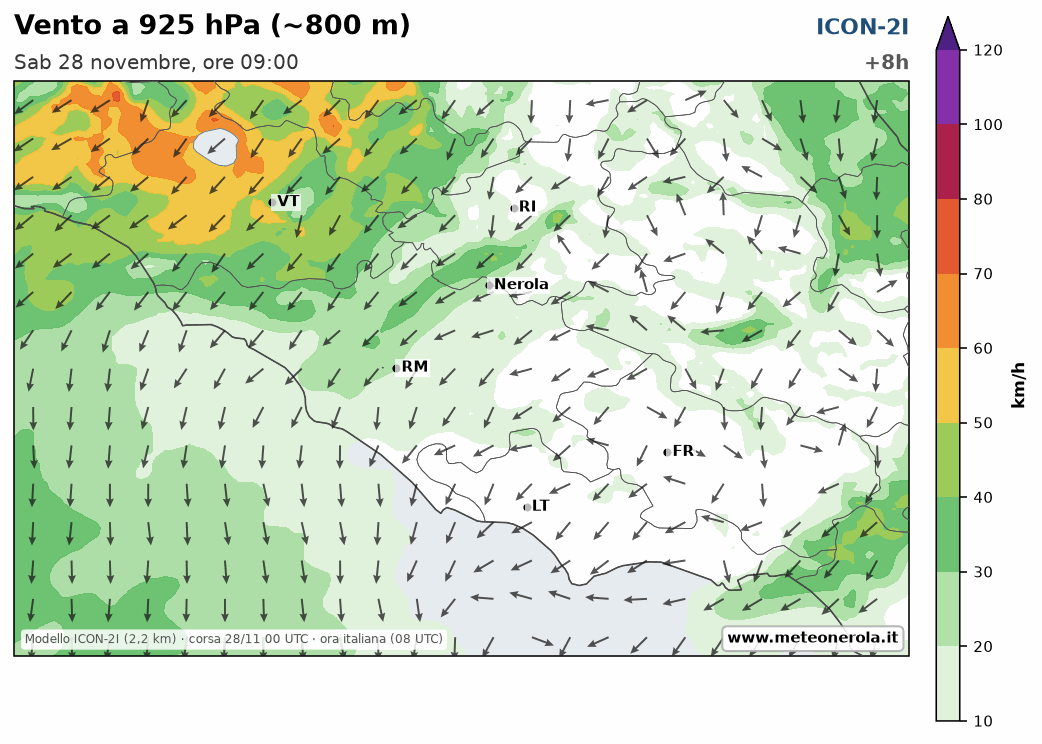 Vento a 925 hPa (~800 m)
ICON-2I
Sab 28 novembre, ore 09:00
+8h
120
100
80
70
60
50
40
30
20
10
km/h
VT
RI
Nerola
RM
FR
LT
Modello ICON-2I (2,2 km) · corsa 28/11 00 UTC · ora italiana (08 UTC)
www.meteonerola.it